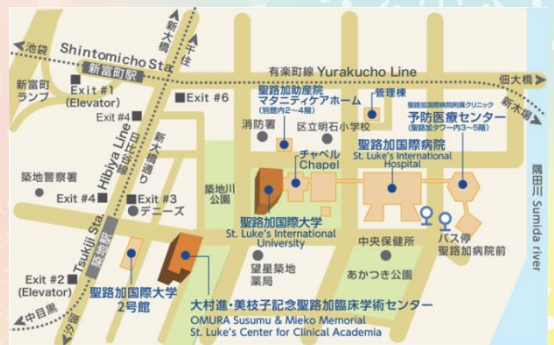 池袋
Shintomicho Sta.
新富町駅
新大橋
千住
有楽町線 Yurakucho Line
佃大橋
新木場
新富町
ランプ
Exit #1
(Elevator)
Exit #6
Exit #4
聖路加助産院
マタニティケアホーム
(別館内2~4階)
管理棟
聖路加国際病院附属クリニック
予防医療センター
(聖路加タワー内3~5階)
消防署
区立明石小学校
チャペル
Chapel
聖路加国際病院
St. Luke's International
Hospital
Hibiya Line
日比谷線
新大橋通り
築地警察署
Exit #4
Exit #3
デニーズ
築地川
公園
聖路加国際大学
St. Luke's International
University
バス停
聖路加病院前
隅田川 Sumida river
Tsukiji Sta.
築地駅
中央保健所
あかつき公園
望星築地
薬局
Exit #2
(Elevator)
聖路加国際大学
2号館
中目黒
汐留
大村進・美枝子記念聖路加臨床学術センター
OMURA Susumu & Mieko Memorial
St. Luke's Center for Clinical Academia